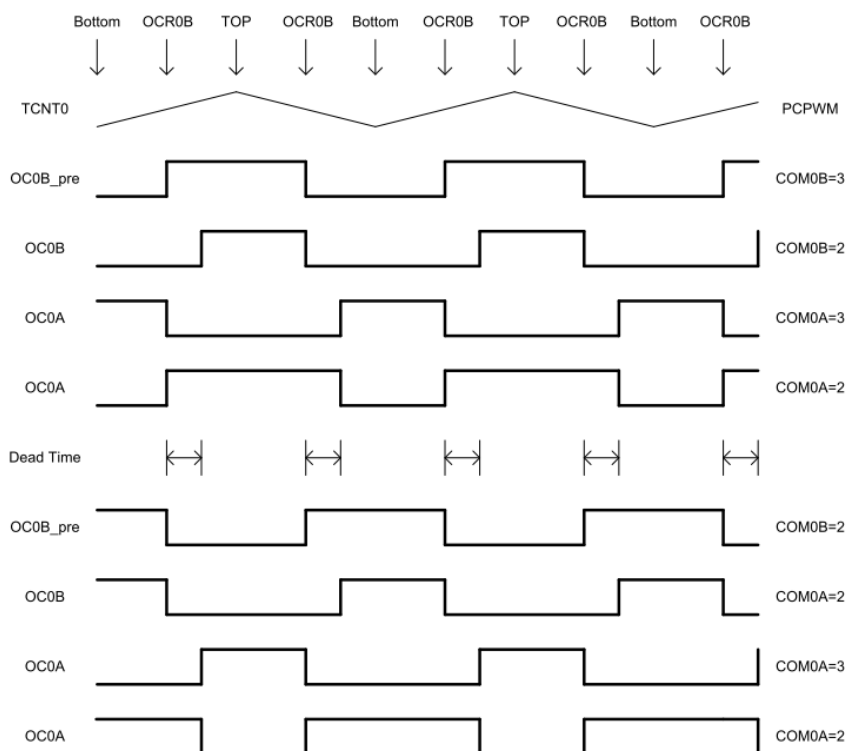 Bottom OCR0B TOP OCR0B Bottom OCR0B TOP OCR0B Bottom OCR0B
TCNT0 PCPWM
OC0B_pre COM0B=3
OC0B COM0B=2
OC0A COM0A=3
OC0A COM0A=2
Dead Time
OC0B_pre COM0B=2
OC0B COM0A=2
OC0A COM0A=3
OC0A COM0A=2